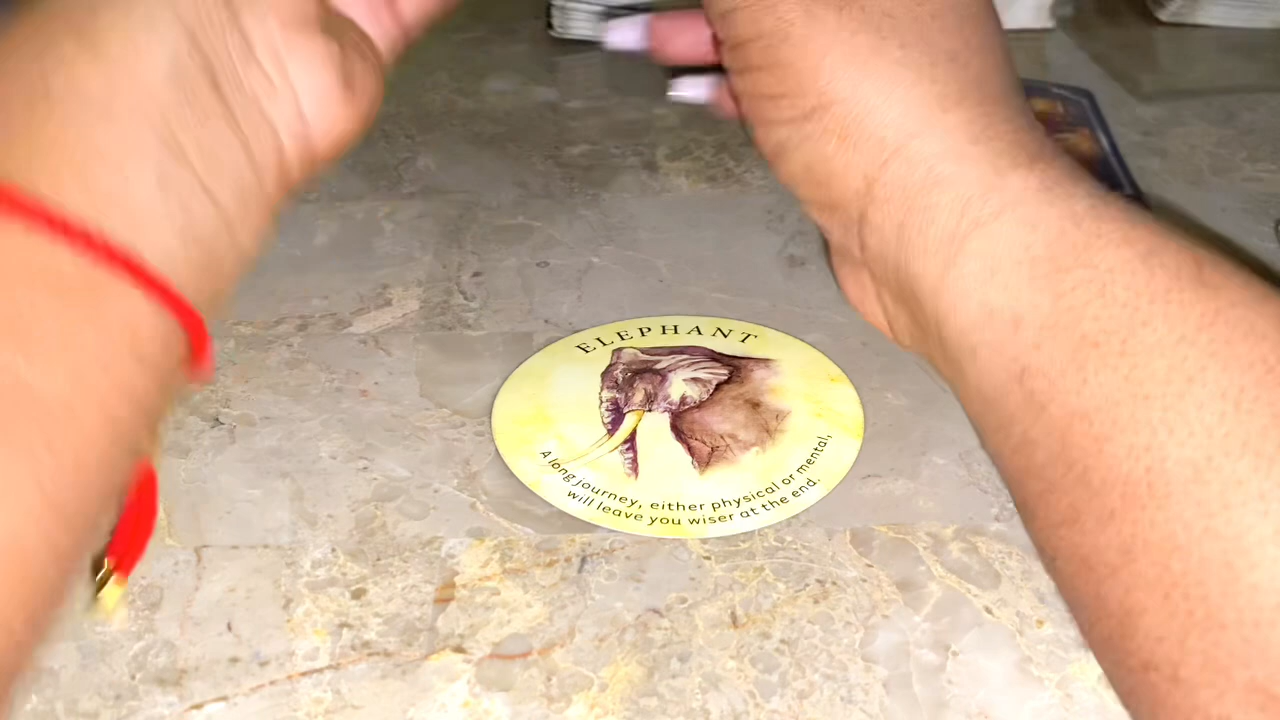 ELEPHANT
A long journey, either physical or mental,
will leave you wiser at the end.